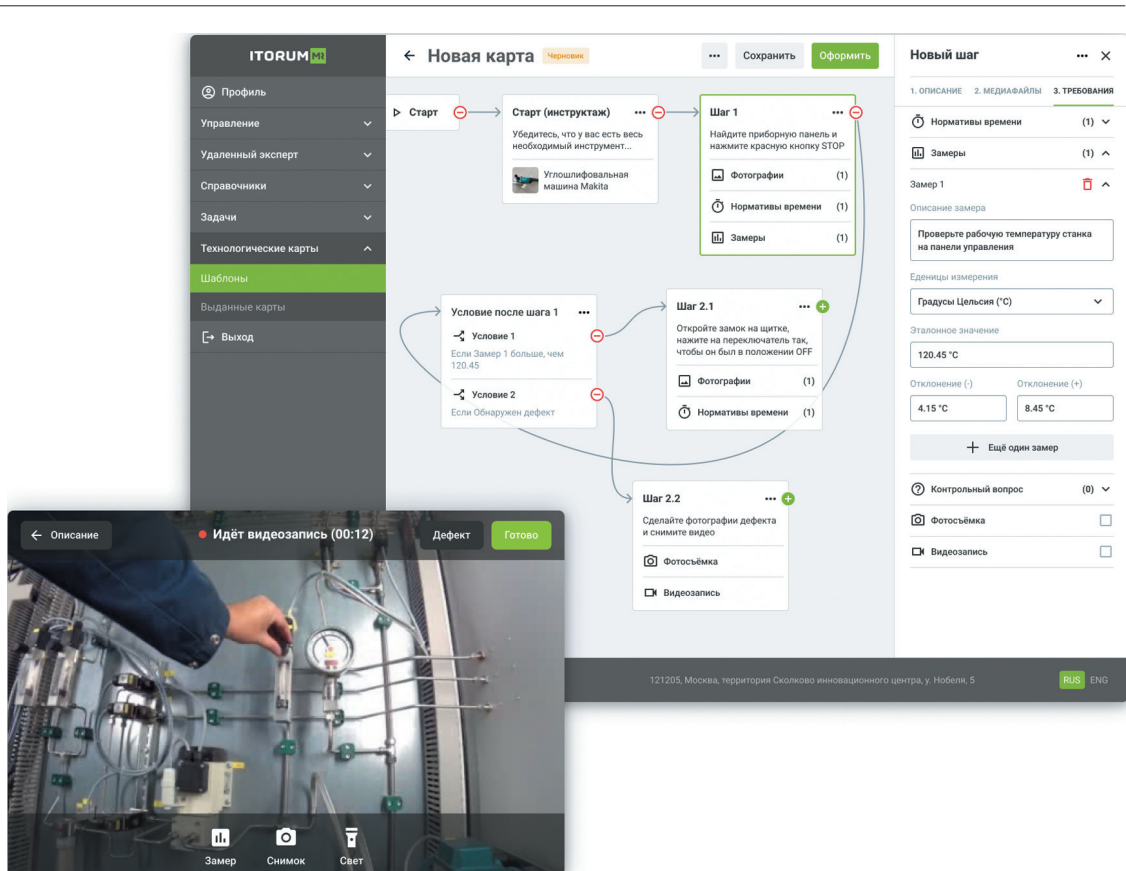 ITORUM MR
Профиль
Управление
Удаленный эксперт
Справочники
Задачи
Технологические карты
Шаблоны
Выданные карты
Выход
← Новая карта
Черновик
Сохранить
Оформить
Старт
Старт (инструктаж)
Убедитесь, что у вас есть весь
необходимый инструмент...
Углошлифовальная
машина Makita
Шаг 1
Найдите приборную панель и
нажмите красную кнопку STOP
Фотографии (1)
Нормативы времени (1)
Замеры (1)
Условие после шага 1
Условие 1
Если Замер 1 больше, чем
120.45
Условие 2
Если Обнаружен дефект
Шаг 2.1
Откройте замок на щитке,
нажите на переключатель так,
чтобы он был в положении OFF
Фотографии (1)
Нормативы времени (1)
Шаг 2.2
Сделайте фотографии дефекта
и снимите видео
Фотосъёмка
Видеозапись
Новый шаг
1. ОПИСАНИЕ 2. МЕДИАФАЙЛЫ 3. ТРЕБОВАНИЯ
Нормативы времени (1)
Замеры (1)
Замер 1
Описание замера
Проверьте рабочую температуру станка
на панели управления
Еденицы измерения
Градусы Цельсия (°C)
Эталонное значение
120.45 °C
Отклонение (-) Отклонение (+)
4.15 °C 8.45 °C
+ Ещё один замер
Контрольный вопрос (0)
Фотосъёмка
Видеозапись
121205, Москва, территория Сколково инновационного центра, у. Нобеля, 5
RUS ENG
← Описание
Идёт видеозапись (00:12)
Дефект
Готово
Замер Снимок Свет